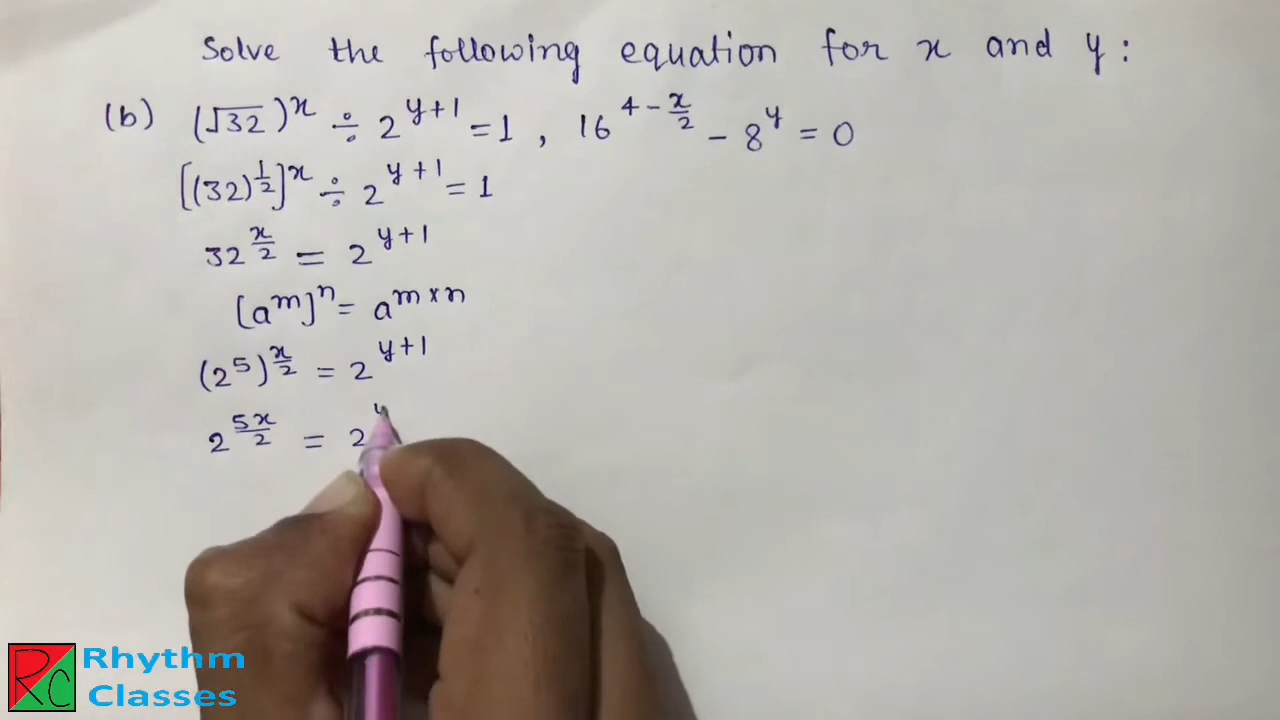 Solve the following equation for x and y :
(b) (√32)^x ÷ 2^(y+1) = 1 , 16^(4 - x/2) - 8^y = 0
[(32)^(1/2)]^x ÷ 2^(y+1) = 1
32^(x/2) = 2^(y+1)
[a^m]^n = a^(m×n)
(2^5)^(x/2) = 2^(y+1)
2^(5x/2) = 2^y
RC Rhythm
Classes